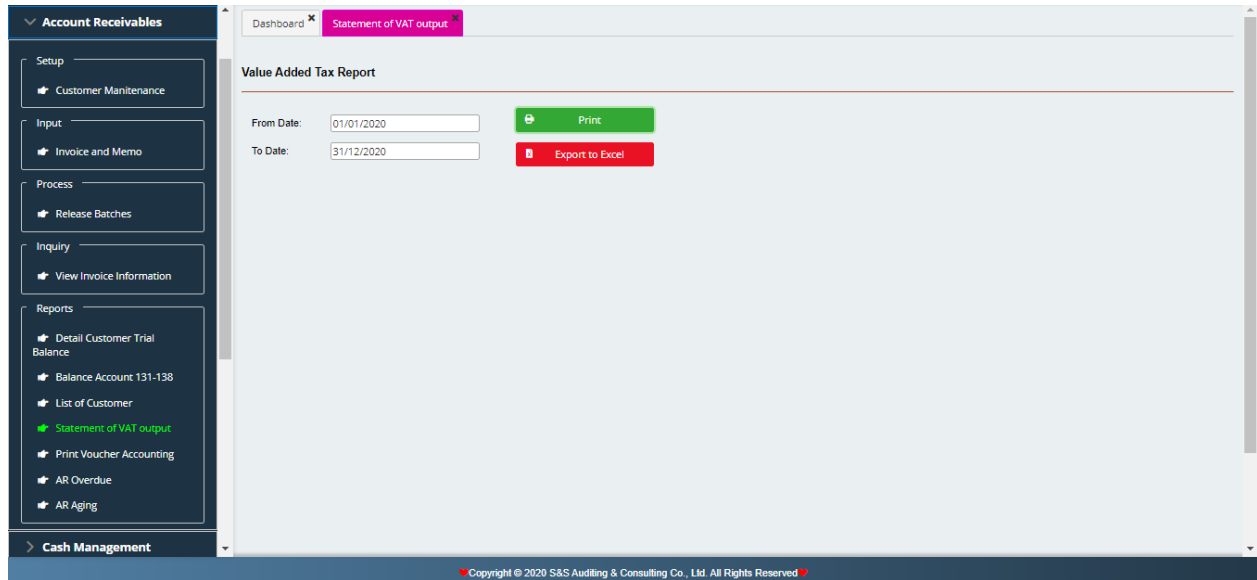 Account Receivables
Setup
Customer Manitenance
Input
Invoice and Memo
Process
Release Batches
Inquiry
View Invoice Information
Reports
Detail Customer Trial
Balance
Balance Account 131-138
List of Customer
Statement of VAT output
Print Voucher Accounting
AR Overdue
AR Aging
Cash Management
Dashboard Statement of VAT output
Value Added Tax Report
From Date: 01/01/2020 Print
To Date: 31/12/2020 Export to Excel
Copyright © 2020 S&S Auditing & Consulting Co., Ltd. All Rights Reserved